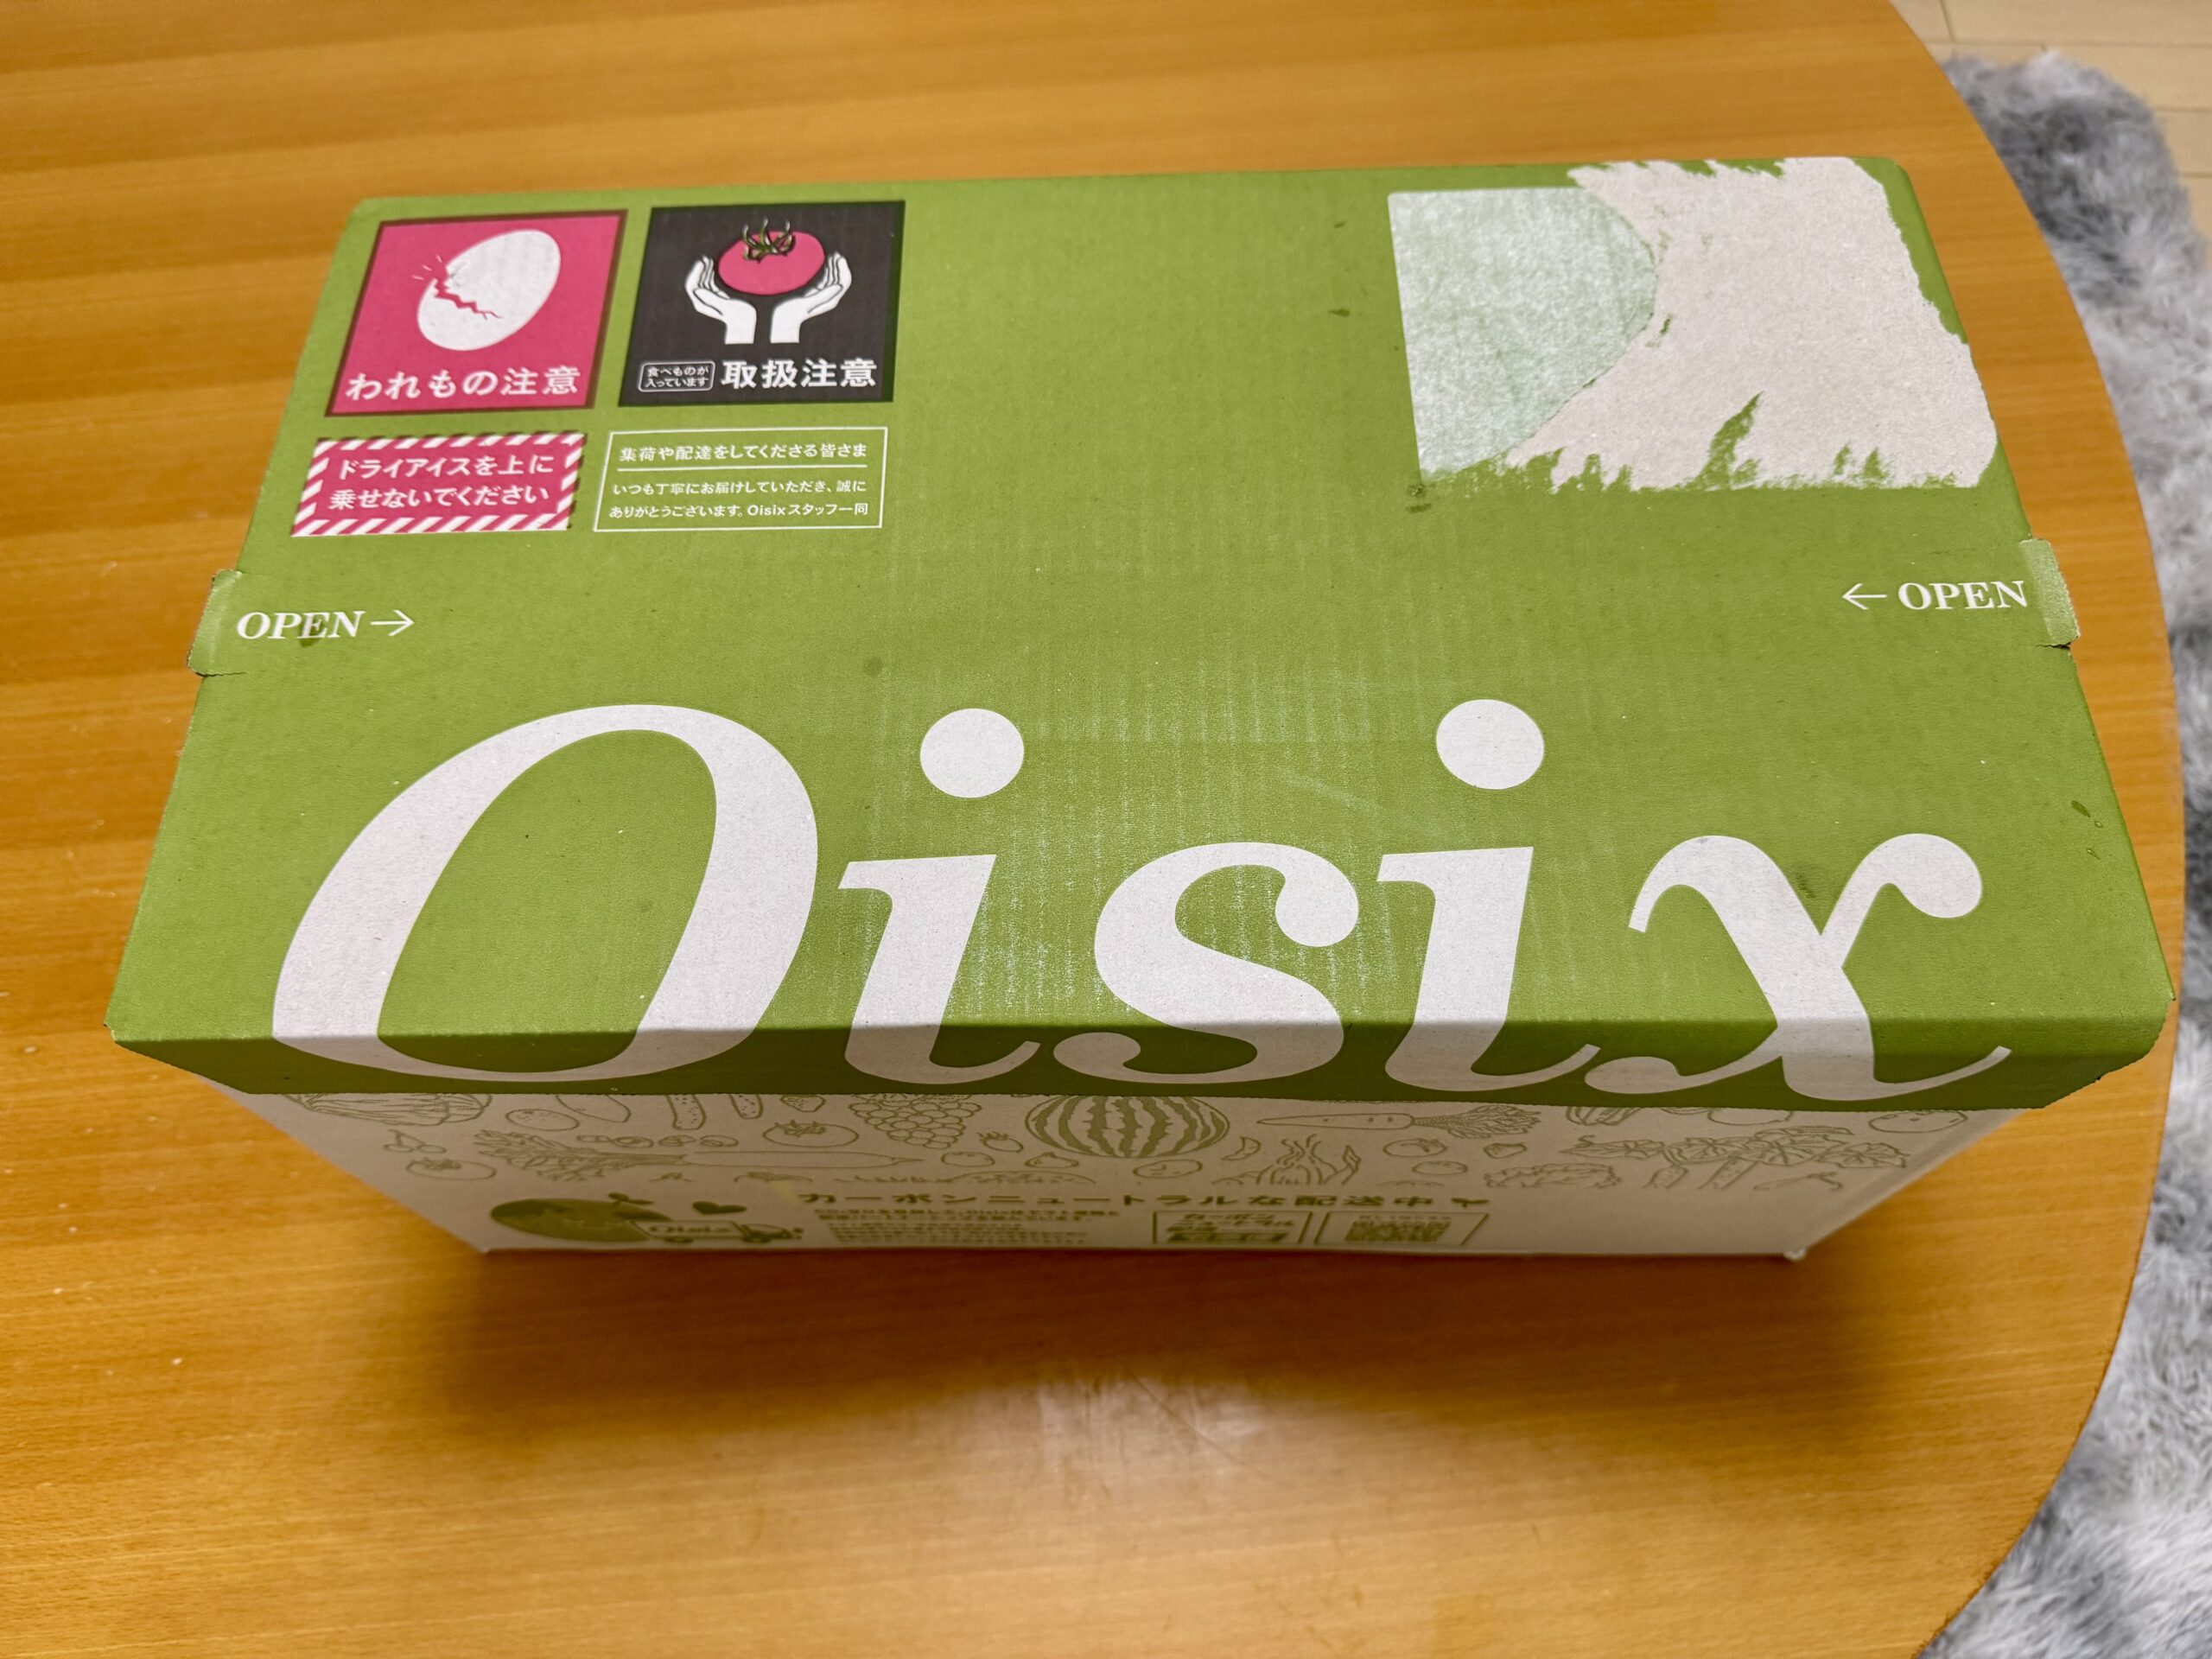 われもの注意
食べものが
入っています
取扱注意
ドライアイスを上に
乗せないでください
集荷や配達をしてくださる皆さま
いつも丁寧にお届けしていただき、誠に
ありがとうございます。Oisixスタッフ一同
OPEN→
←OPEN
Oisix
カーボンニュートラルな配送中
Oisix